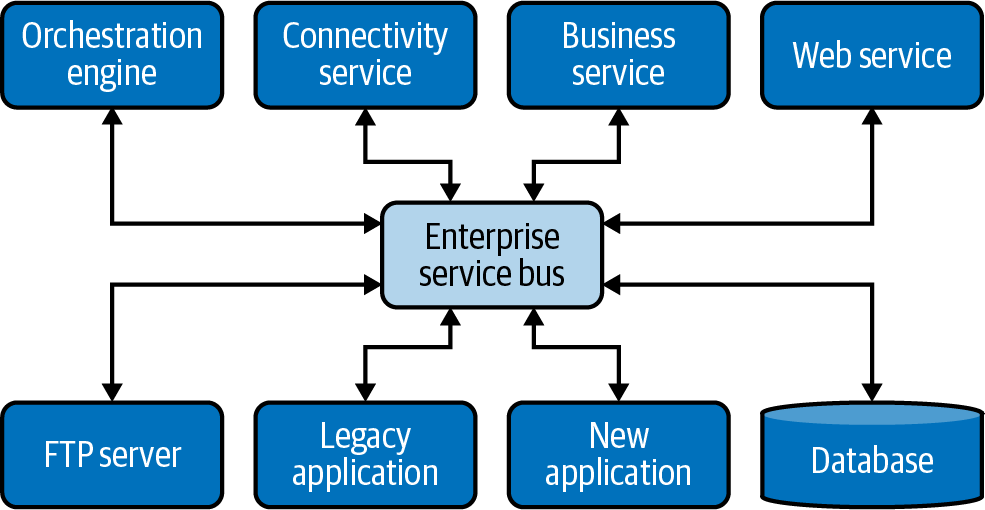 Orchestration
engine
Connectivity
service
Business
service
Web service
Enterprise
service bus
FTP server
Legacy
application
New
application
Database